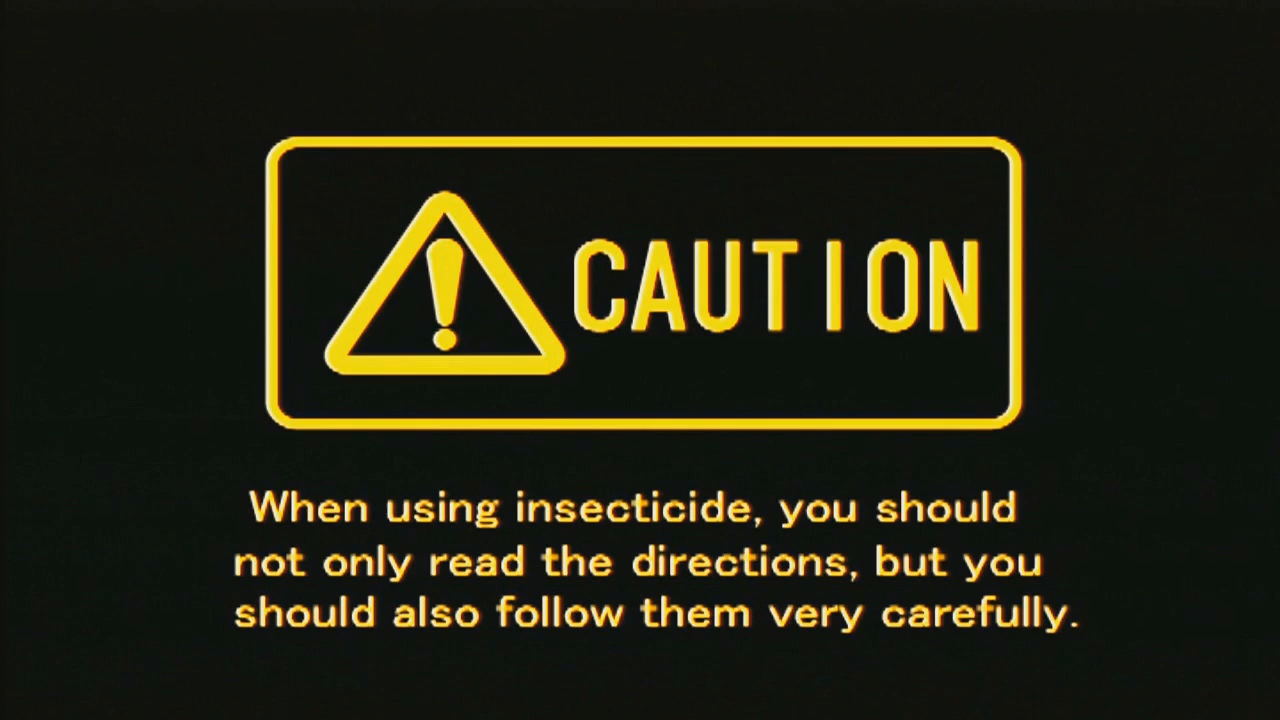 CAUTION
When using insecticide, you should
not only read the directions, but you
should also follow them very carefully.